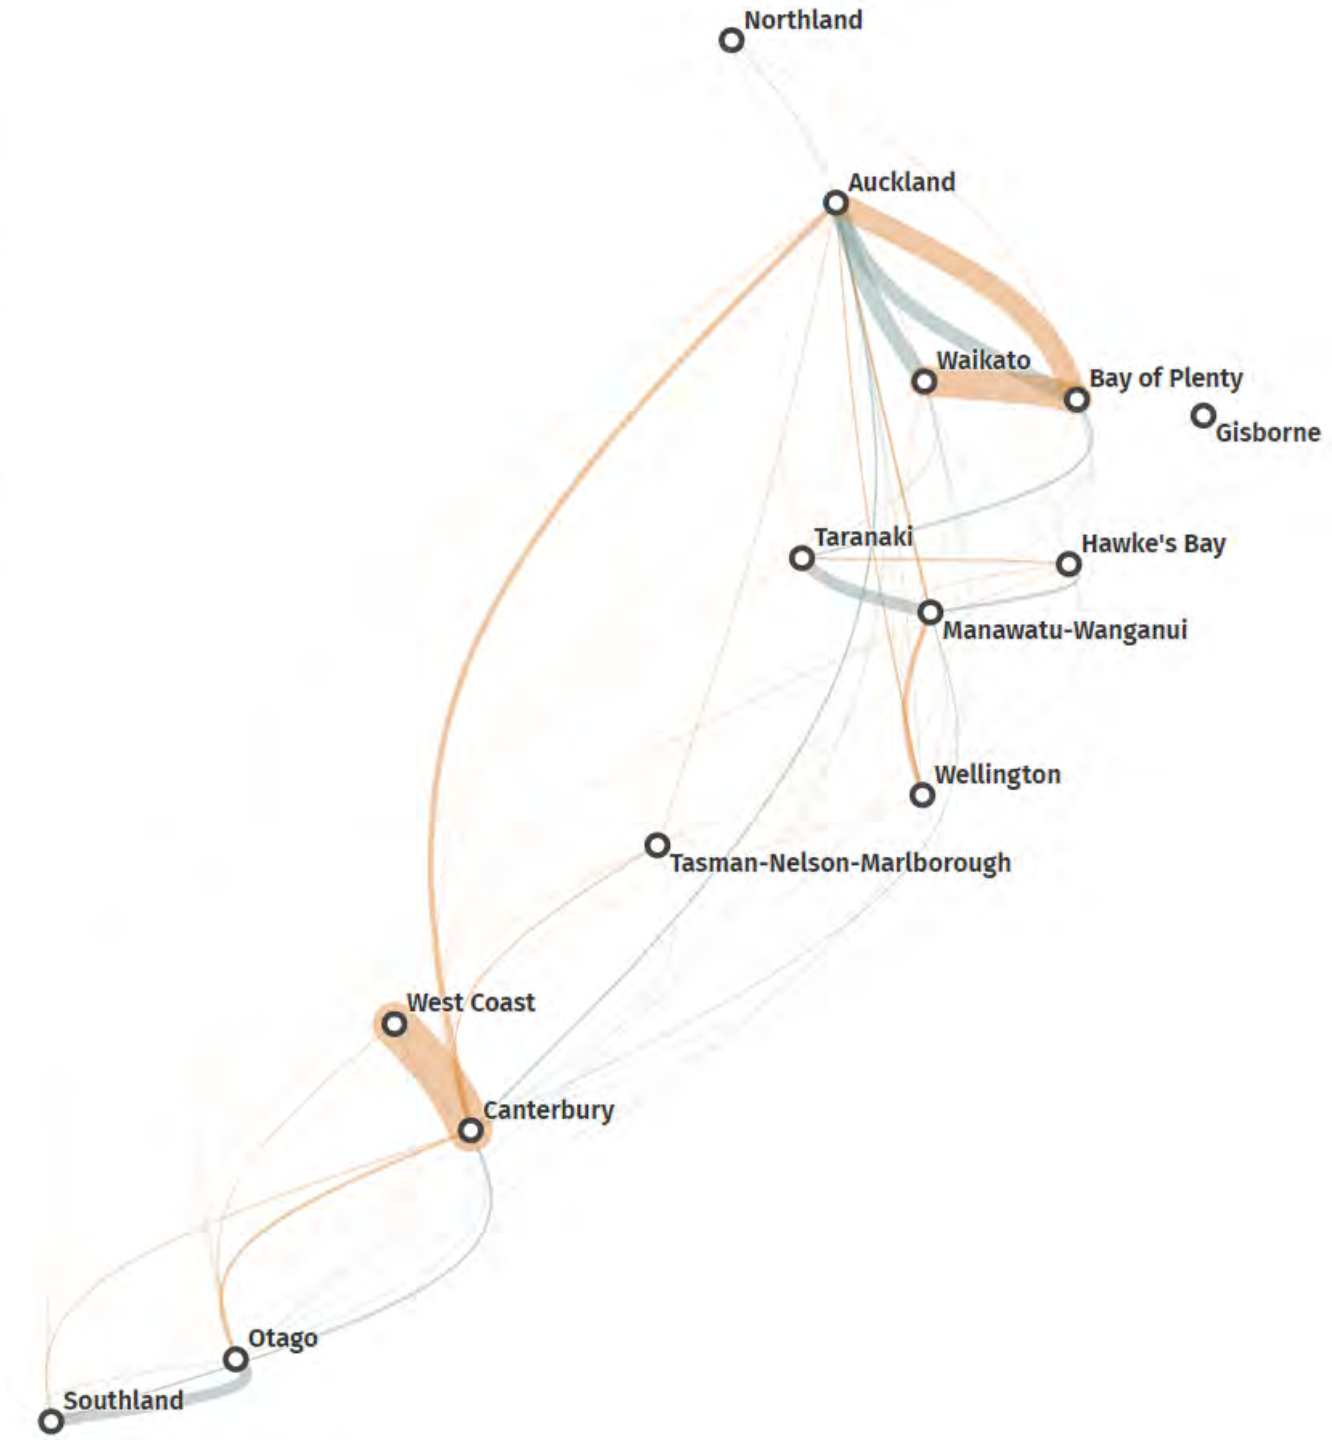 Northland
Auckland
Waikato
Bay of Plenty
Gisborne
Taranaki
Hawke's Bay
Manawatu-Wanganui
Wellington
Tasman-Nelson-Marlborough
West Coast
Canterbury
Otago
Southland